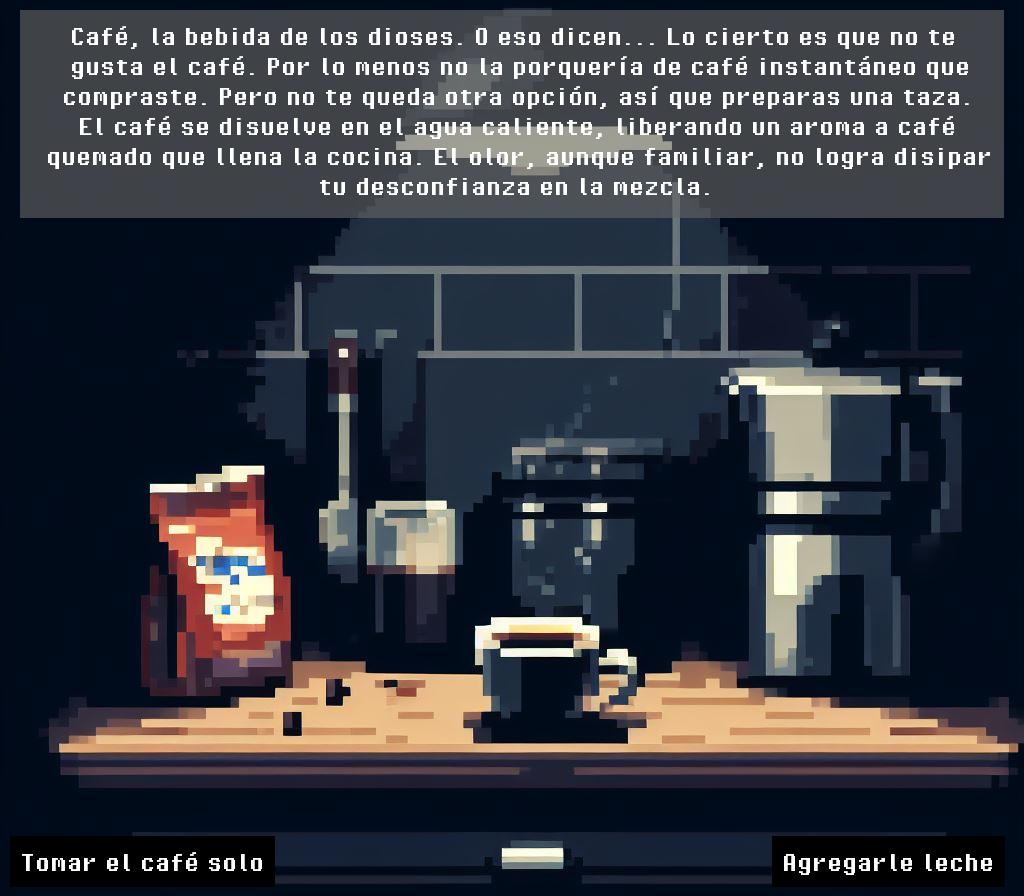 Café, la bebida de los dioses. O eso dicen... Lo cierto es que no te
gusta el café. Por lo menos no la porquería de café instantáneo que
compraste. Pero no te queda otra opción, así que preparas una taza.
El café se disuelve en el agua caliente, liberando un aroma a café
quemado que llena la cocina. El olor, aunque familiar, no logra disipar
tu desconfianza en la mezcla.
Tomar el café solo
Agregarle leche